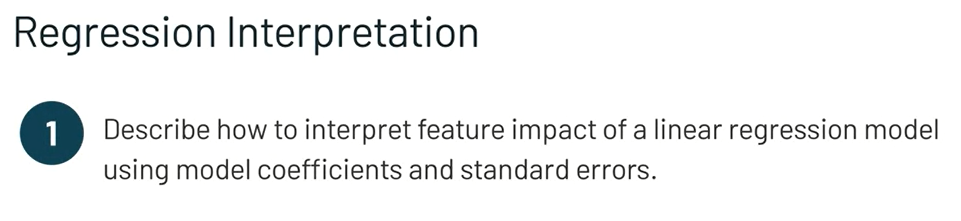 Regression Interpretation
1
Describe how to interpret feature impact of a linear regression model
using model coefficients and standard errors.